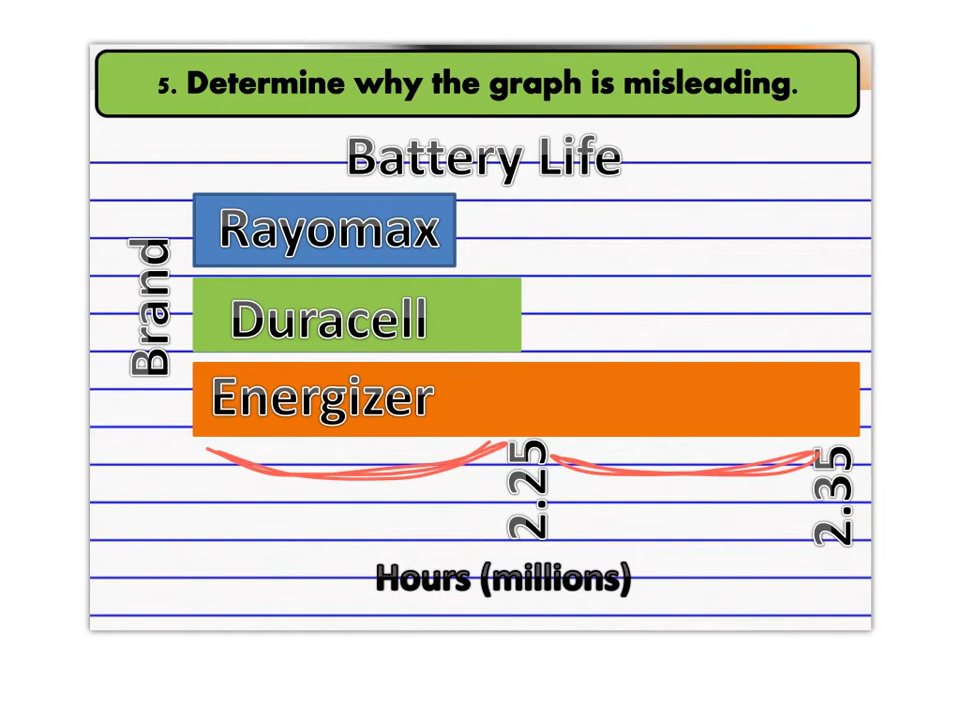 5. Determine why the graph is misleading.
Battery Life
Brand
Rayomax
Duracell
Energizer
2.25
2.35
Hours (millions)